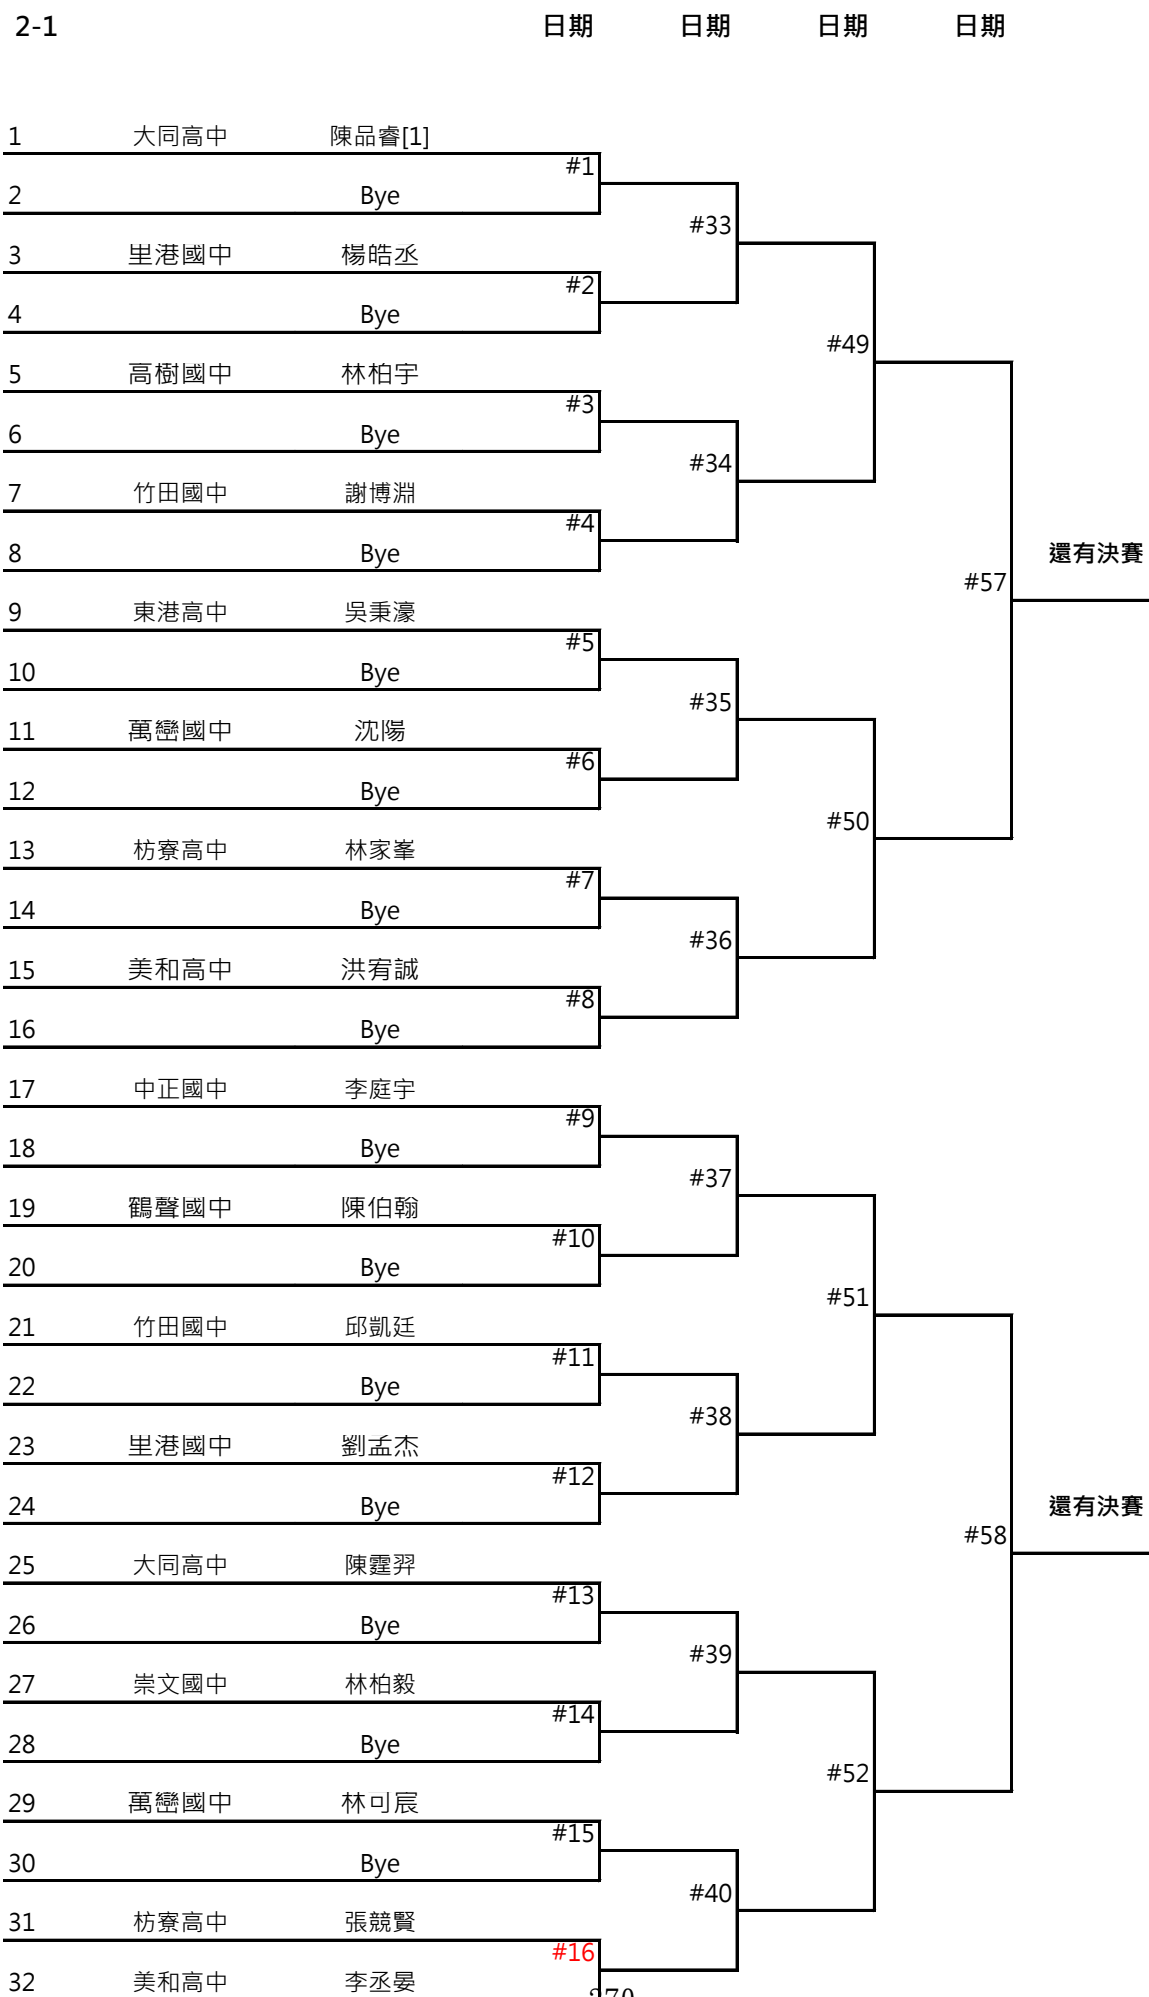 2-1 日期 日期 日期 日期
1 大同高中 陳品睿[1]
#1
2 Bye
#33
3 里港國中 楊皓丞
#2
4 Bye
#49
5 高樹國中 林柏宇
#3
6 Bye
#34
7 竹田國中 謝博淵
#4
8 Bye
還有決賽
#57
9 東港高中 吳秉濠
#5
10 Bye
#35
11 萬巒國中 沈陽
#6
12 Bye
#50
13 枋寮高中 林家峯
#7
14 Bye
#36
15 美和高中 洪宥誠
#8
16 Bye
17 中正國中 李庭宇
#9
18 Bye
#37
19 鶴聲國中 陳伯翰
#10
20 Bye
#51
21 竹田國中 邱凱廷
#11
22 Bye
#38
23 里港國中 劉孟杰
#12
24 Bye
還有決賽
#58
25 大同高中 陳霆羿
#13
26 Bye
#39
27 崇文國中 林柏毅
#14
28 Bye
#52
29 萬巒國中 林可宸
#15
30 Bye
#40
31 枋寮高中 張競賢
#16
32 美和高中 李丞晏